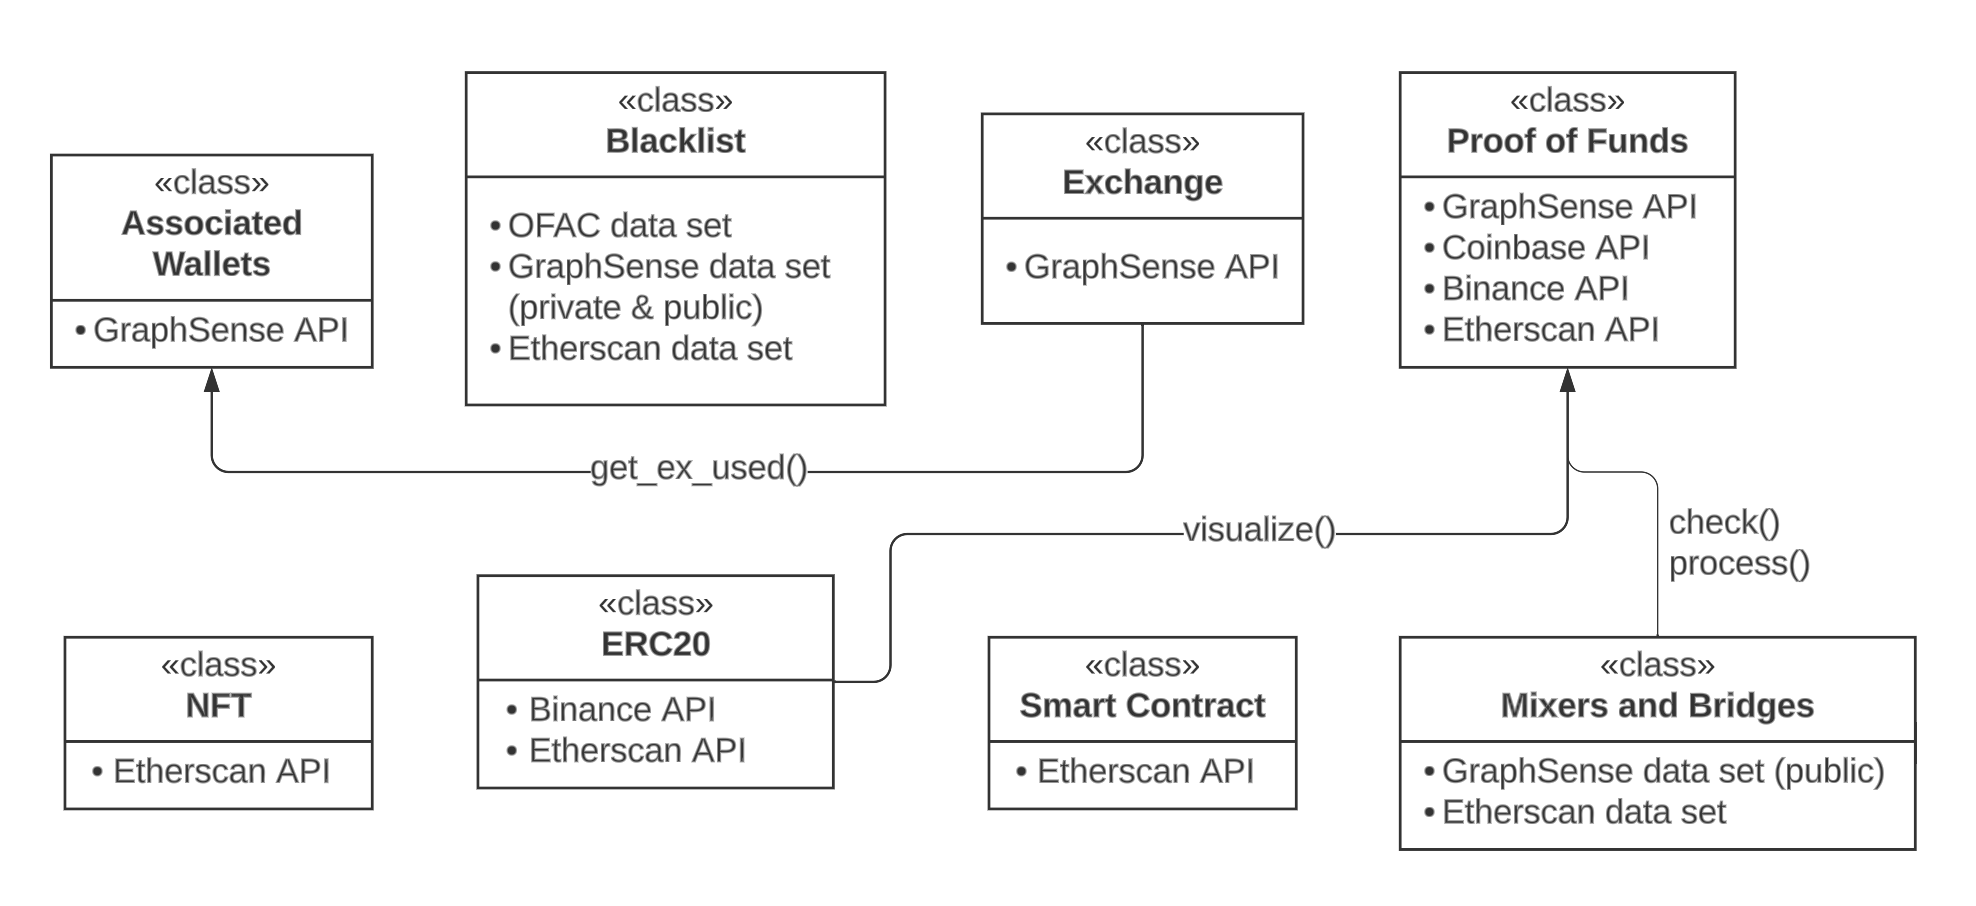 «class»
Associated
Wallets
• GraphSense API
«class»
Blacklist
• OFAC data set
• GraphSense data set
(private & public)
• Etherscan data set
«class»
Exchange
• GraphSense API
«class»
Proof of Funds
• GraphSense API
• Coinbase API
• Binance API
• Etherscan API
get_ex_used()
visualize()
check()
process()
«class»
NFT
• Etherscan API
«class»
ERC20
• Binance API
• Etherscan API
«class»
Smart Contract
• Etherscan API
«class»
Mixers and Bridges
• GraphSense data set (public)
• Etherscan data set